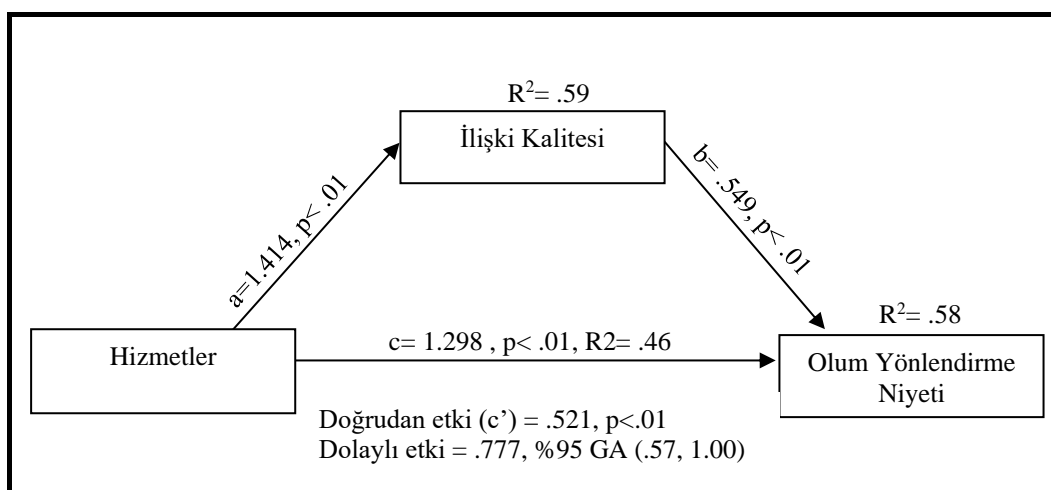 R²= .59
İlişki Kalitesi
a=1.414, p< .01
b= .549, p< .01
R²= .58
Hizmetler
c= 1.298 , p< .01, R2= .46
Olum Yönlendirme
Niyeti
Doğrudan etki (c’) = .521, p<.01
Dolaylı etki = .777, %95 GA (.57, 1.00)